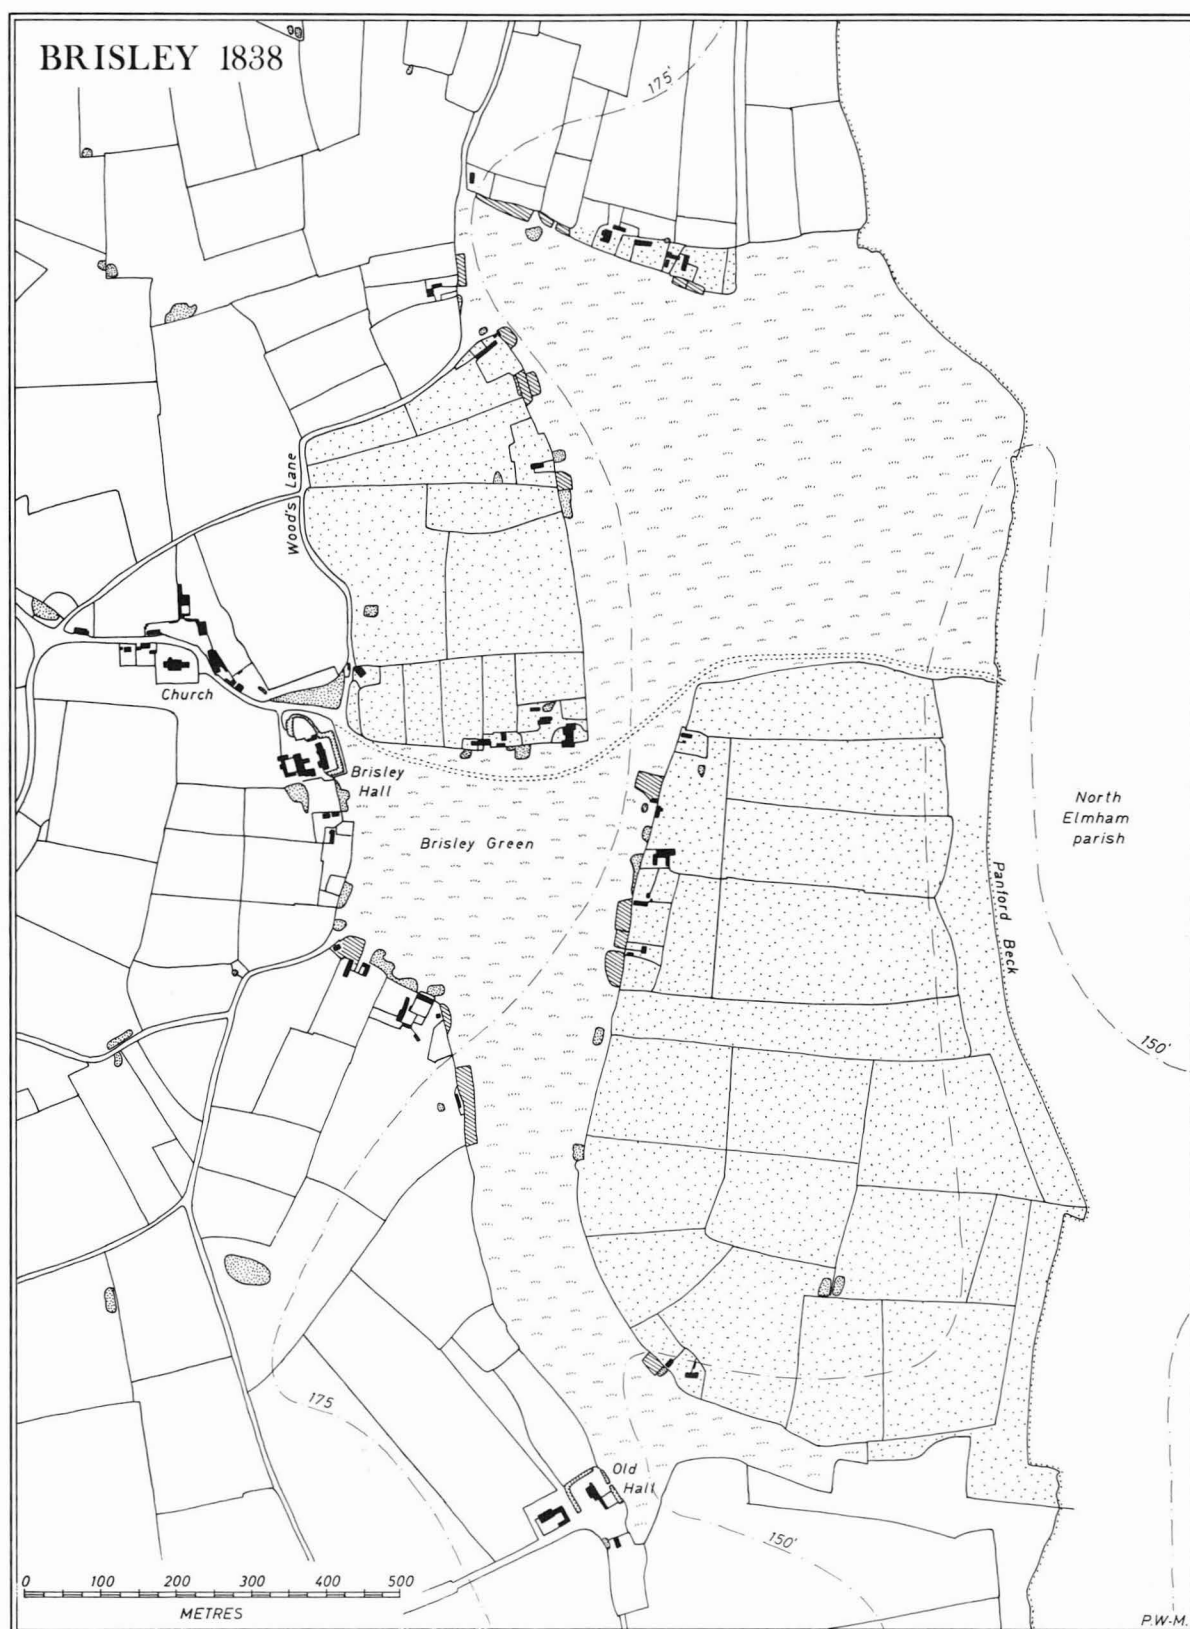 BRISLEY 1838
175'
Wood's Lane
Church
Brisley
Hall
Brisley Green
North
Elmham
parish
Panford Beck
150'
175
Old
Hall
150'
0 100 200 300 400 500
METRES
P.W-M.